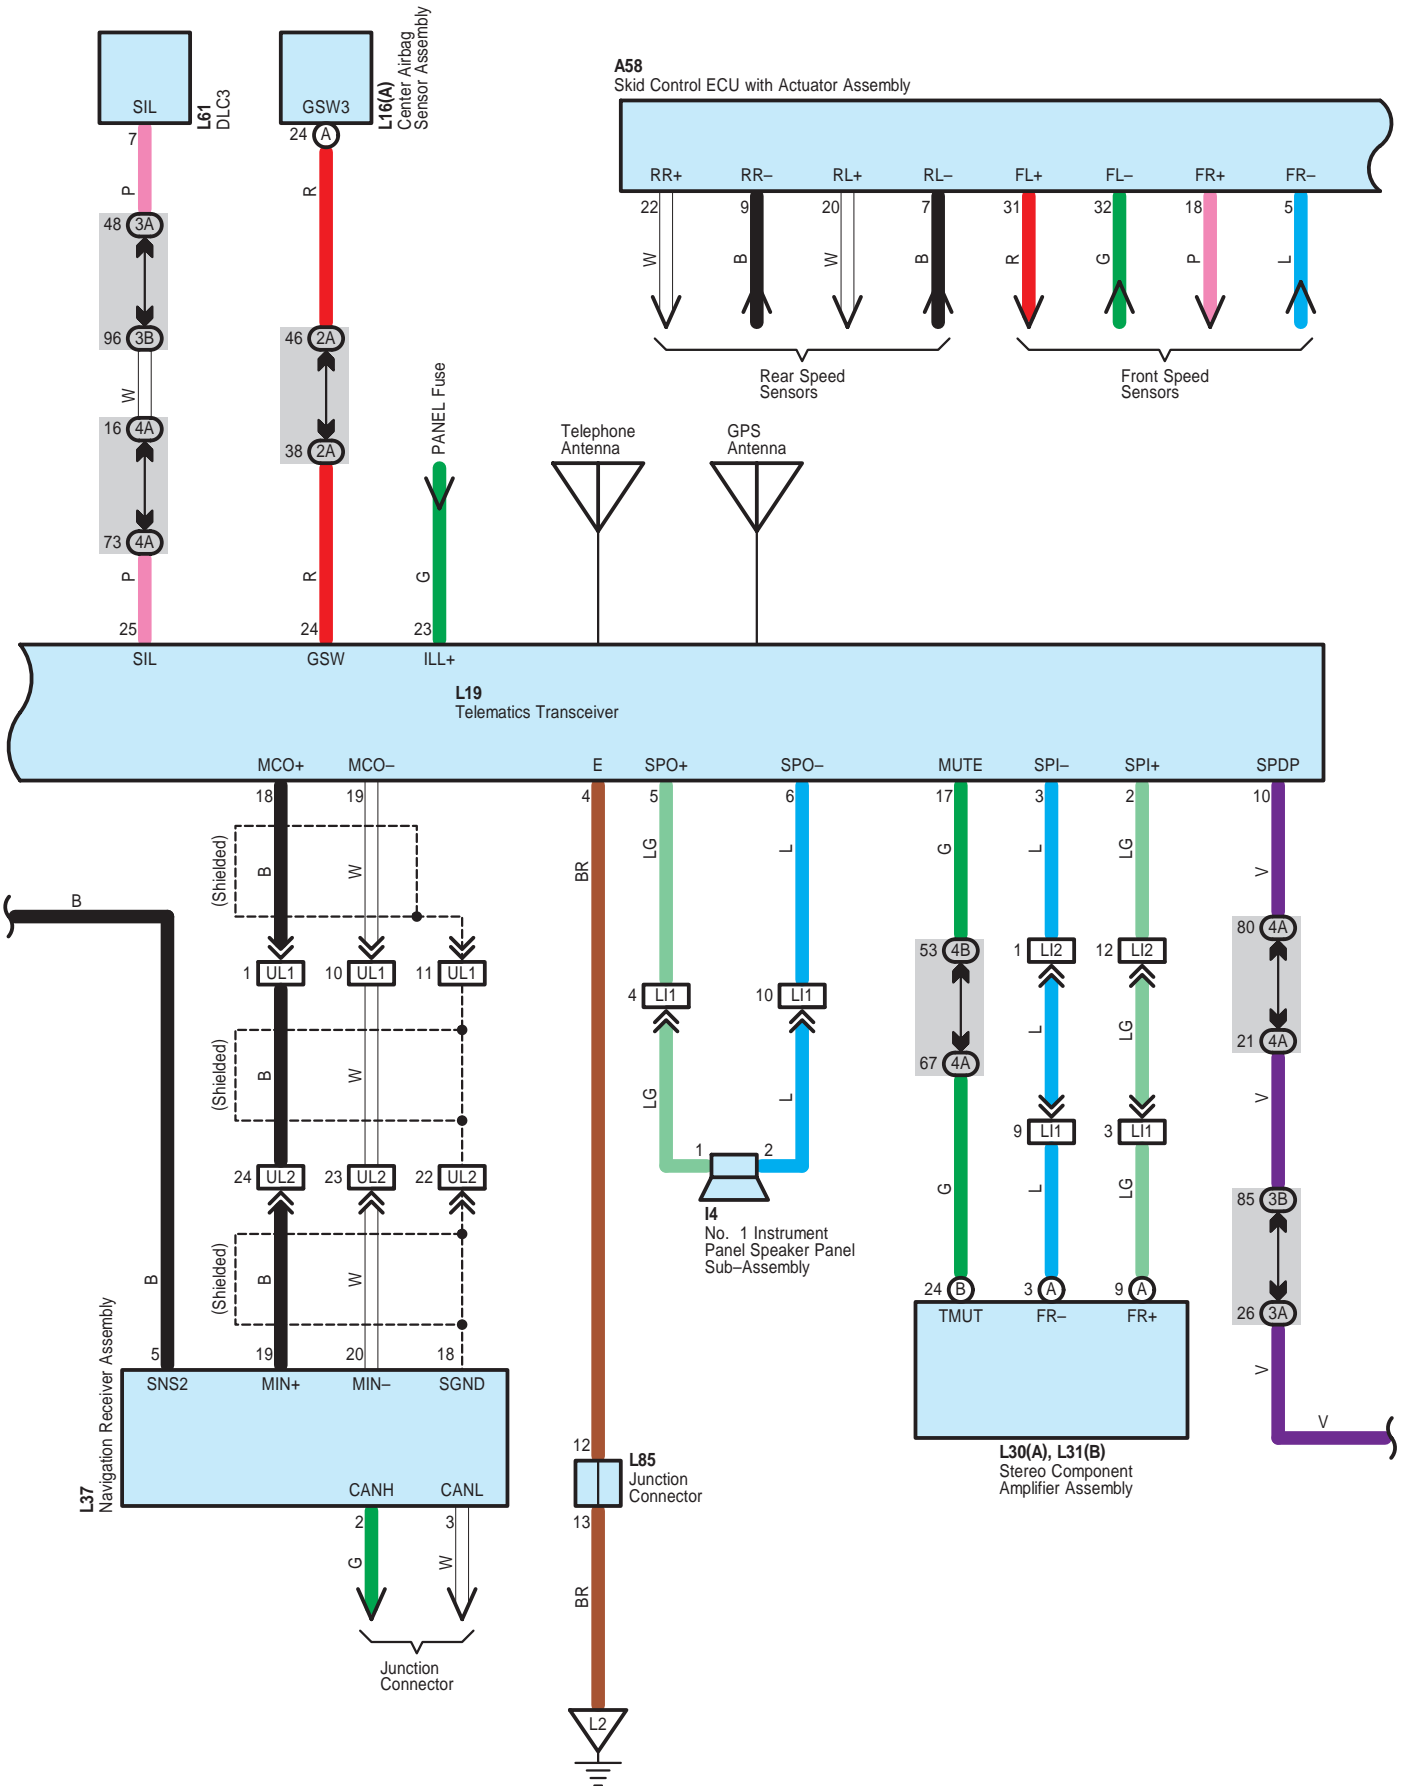 SIL
L61
DLC3
7
P
48 3A
96 3B
W
16 4A
73 4A
P
25
GSW3
L16(A)
Center Airbag
Sensor Assembly
24 A
R
46 2A
38 2A
R
24
PANEL Fuse
G
23
A58
Skid Control ECU with Actuator Assembly
RR+ RR– RL+ RL– FL+ FL– FR+ FR–
22 9 20 7 31 32 18 5
W B W B R G P L
Rear Speed
Sensors
Front Speed
Sensors
Telephone
Antenna
GPS
Antenna
SIL GSW ILL+
L19
Telematics Transceiver
MCO+ MCO– E SPO+ SPO– MUTE SPI– SPI+ SPDP
18 19 4 5 6 17 3 2 10
(Shielded)
B W BR LG L G L LG V
B
1 UL1 10 UL1 11 UL1
4 LI1 10 LI1
53 4B 1 LI2 12 LI2 80 4A
(Shielded)
B W LG L L LG V
67 4A 21 4A
9 LI1 3 LI1
24 UL2 23 UL2 22 UL2
1 2
I4
No. 1 Instrument
Panel Speaker Panel
Sub–Assembly
G L LG
85 3B
(Shielded)
B B W
24 B 3 A 9 A
26 3A
TMUT FR– FR+
L30(A), L31(B)
Stereo Component
Amplifier Assembly
V
V
5 19 20 18
SNS2 MIN+ MIN– SGND
L37
Navigation Receiver Assembly
CANH CANL
2 3
G W
Junction
Connector
12
L85
Junction
Connector
13
BR
L2